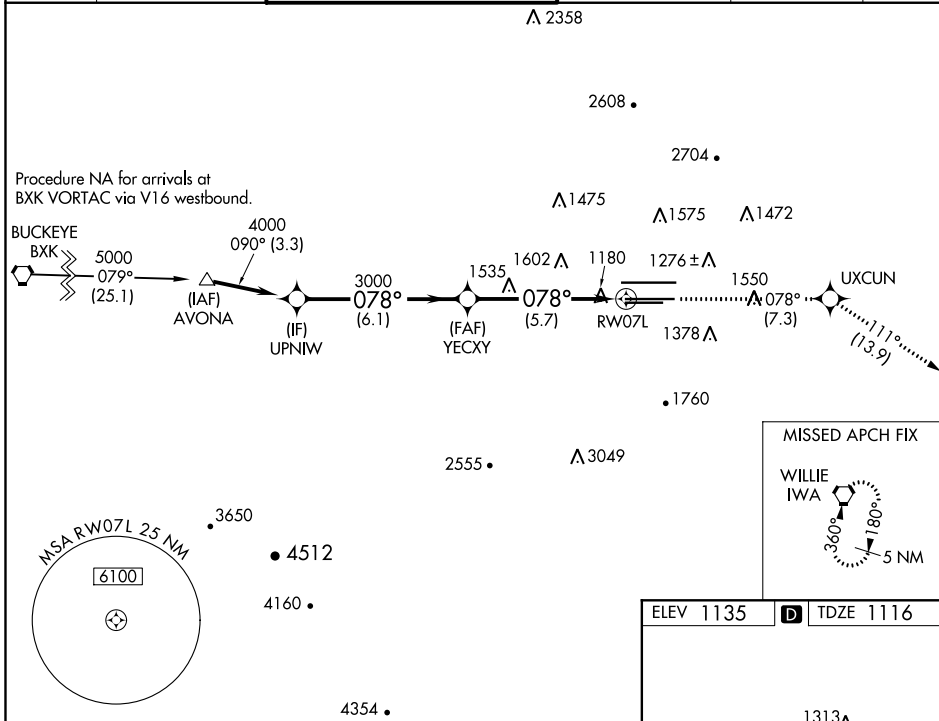 2358
2608
2704
Procedure NA for arrivals at
BXK VORTAC via V16 westbound.
1475
1575
1472
BUCKEYE
BXK
5000
079°
(25.1)
4000
090° (3.3)
(IAF)
AVONA
3000
078°
(6.1)
(IF)
UPNIW
1535
1602
1180
1276±
078°
(5.7)
(FAF)
YECXY
RW07L
1550
078°
(7.3)
UXCUN
1378
111°
(13.9)
1760
2555
3049
MISSED APCH FIX
WILLIE
IWA
360°
180°
5 NM
3650
4512
4160
MSA RW07L 25 NM
6100
ELEV 1135
D
TDZE 1116
4354
1313